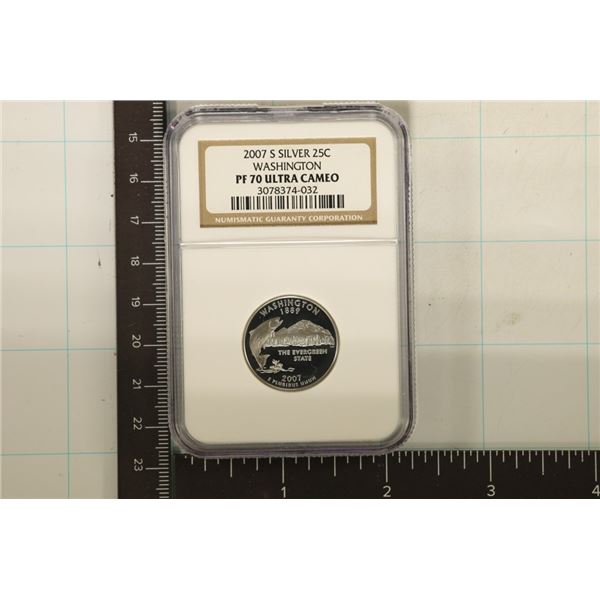 2007 S SILVER 25C
WASHINGTON
PF 70 ULTRA CAMEO
3078374-032
NUMISMATIC GUARANTY CORPORATION
WASHINGTON
1889
THE EVERGREEN
STATE
2007
E PLURIBUS UNUM
15
16
17
18
19
20
21
22
23
1
2
3
4